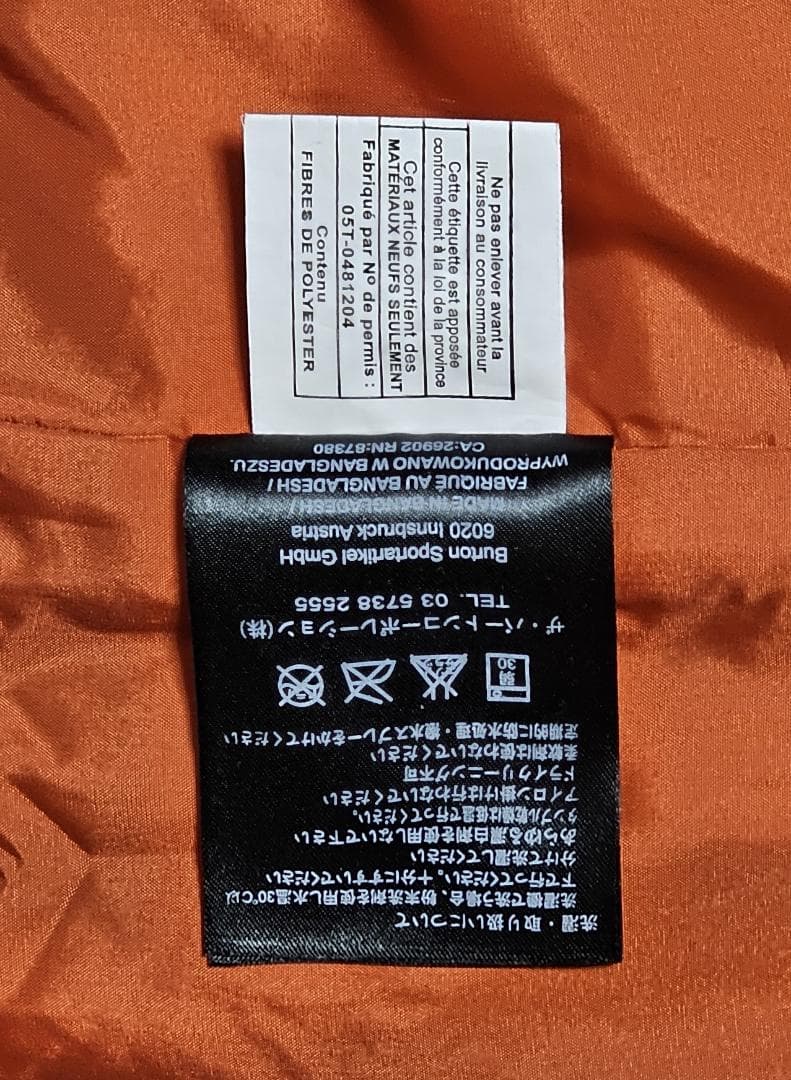 Ne pas enlever avant la
livraison au consommateur
Cette étiquette est apposée
conformément à la loi de la province
Cet article contient des
MATÉRIAUX NEUFS SEULEMENT
Fabriqué par Nº de permis :
05T-0481204
Contenu
FIBRES DE POLYESTER
洗濯・取り扱いについて
洗濯機で洗う場合、粉末洗剤を使用し水温30℃以
下で行ってください。十分にすすいでください
分けて洗濯してください
あらゆる漂白剤を使用しないで下さい
タンブル乾燥は低温で行って下さい。
アイロン掛けは行わないでください
ドライクリーニング不可
柔軟剤は使わないでください
定期的に防水処理・撥水スプレーをかけてください
弱
30
ザ・バートンコーポレーション(株)
TEL. 03 5738 2555
Burton Sportartikel GmbH
6020 Innsbruck Austria
MADE IN BANGLADESH /
FABRIQUÉ AU BANGLADESH /
WYPRODUKOWANO W BANGLADESZU.
CA:26902 RN:87380